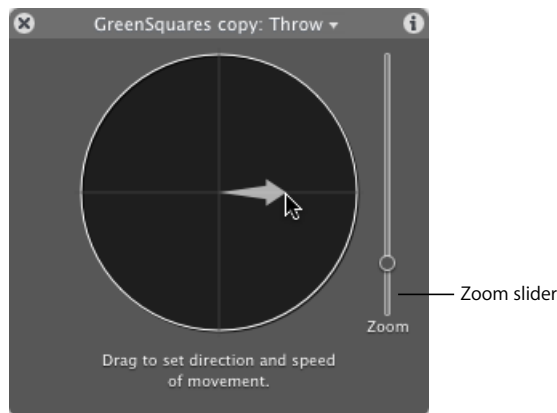 GreenSquares copy: Throw
Zoom slider
Zoom
Drag to set direction and speed
of movement.